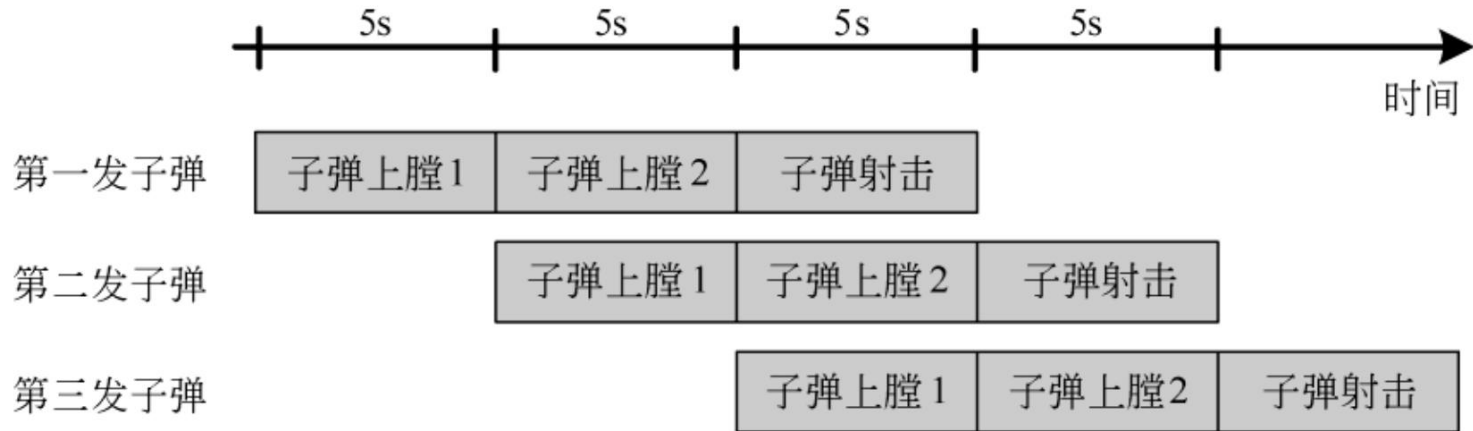 5s 5s 5s 5s
时间
第一发子弹 子弹上膛1 子弹上膛2 子弹射击
第二发子弹 子弹上膛1 子弹上膛2 子弹射击
第三发子弹 子弹上膛1 子弹上膛2 子弹射击